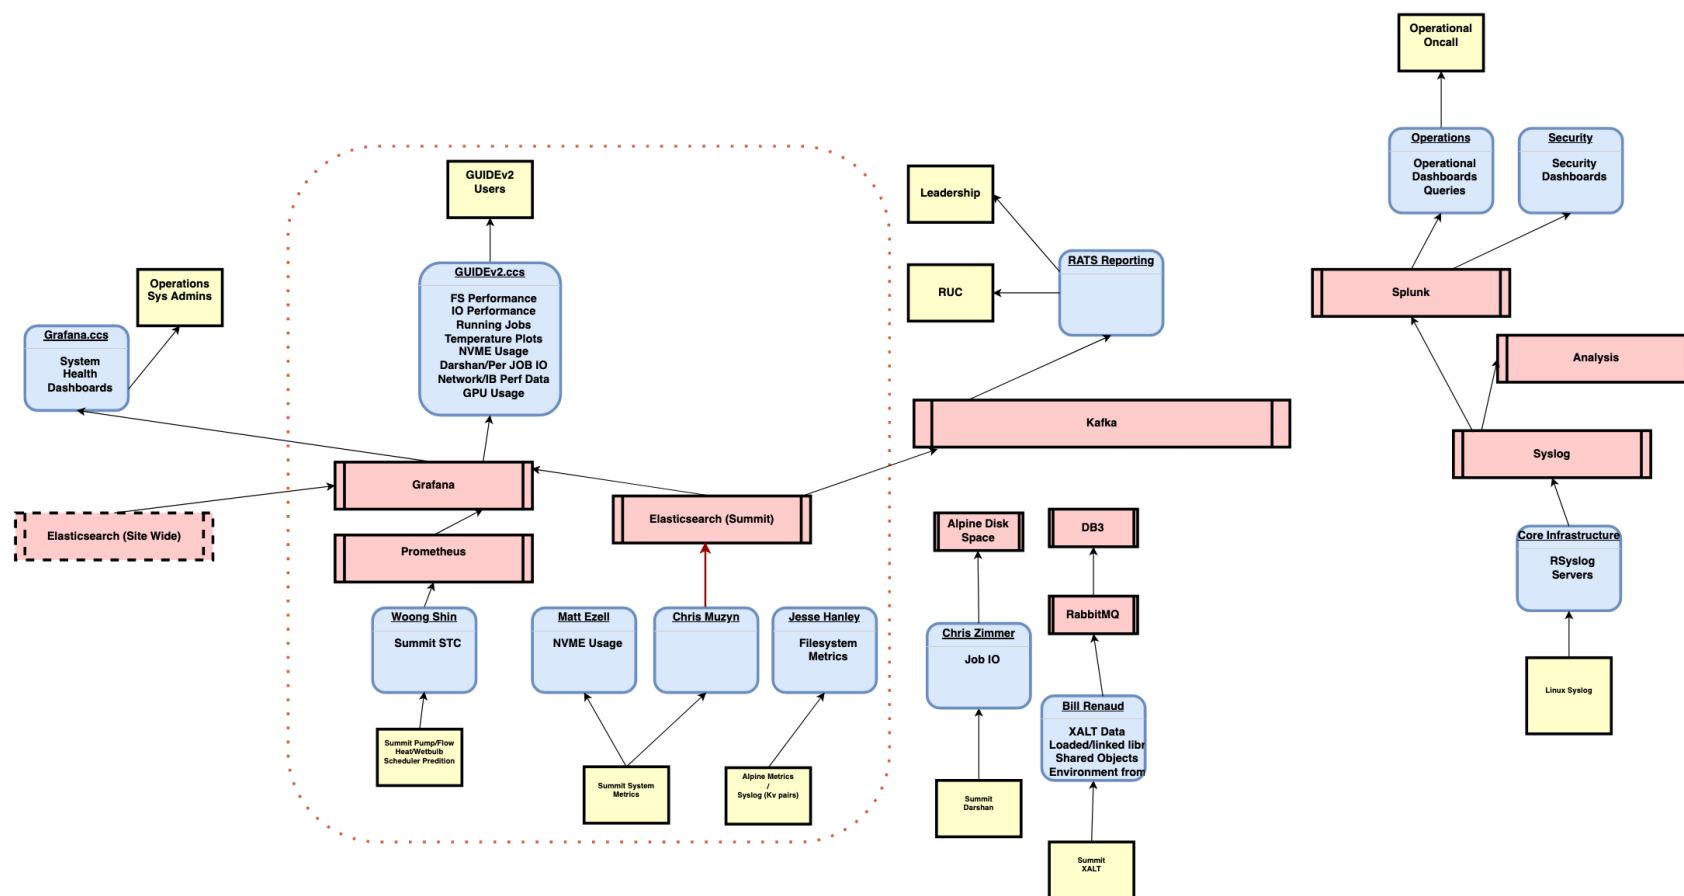 Operational
Oncall
Operations
Operational
Dashboards
Queries
Security
Security
Dashboards
GUIDEv2
Users
Leadership
RATS Reporting
RUC
GUIDEv2.ccs
FS Performance
IO Performance
Running Jobs
Temperature Plots
NVME Usage
Darshan/Per JOB IO
Network/IB Perf Data
GPU Usage
Operations
Sys Admins
Grafana.ccs
System
Health
Dashboards
Splunk
Analysis
Kafka
Syslog
Grafana
Elasticsearch (Summit)
Elasticsearch (Site Wide)
Prometheus
Alpine Disk
Space
DB3
Core Infrastructure
RSyslog
Servers
RabbitMQ
Woong Shin
Summit STC
Matt Ezell
NVME Usage
Chris Muzyn
Jesse Hanley
Filesystem
Metrics
Chris Zimmer
Job IO
Bill Renaud
XALT Data
Loaded/linked libr
Shared Objects
Environment from
Linux Syslog
Summit Pump/Flow
Heat/Wetbulb
Scheduler Predition
Summit System
Metrics
Alpine Metrics
/
Syslog (Kv pairs)
Summit
Darshan
Summit
XALT